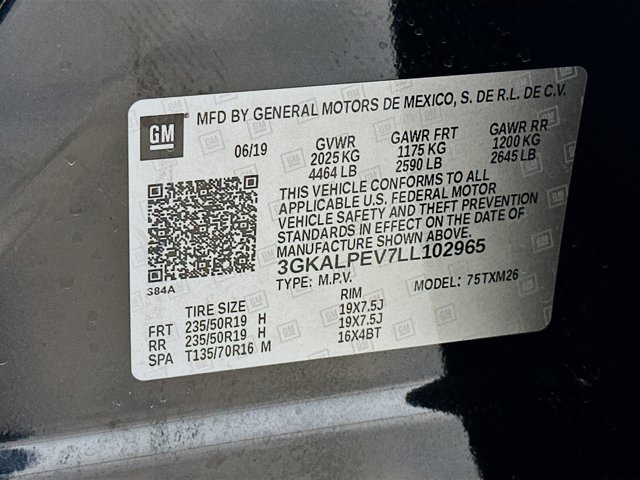 GM MFD BY GENERAL MOTORS DE MEXICO, S. DE R.L. DE C.V.
06/19 GVWR GAWR FRT GAWR RR
2025 KG 1175 KG 1200 KG
4464 LB 2590 LB 2645 LB
THIS VEHICLE CONFORMS TO ALL
APPLICABLE U.S. FEDERAL MOTOR
VEHICLE SAFETY AND THEFT PREVENTION
STANDARDS IN EFFECT ON THE DATE OF
MANUFACTURE SHOWN ABOVE.
3GKALPEV7LL102965
384A TYPE: M.P.V. MODEL: 75TXM26
TIRE SIZE RIM
FRT 235/50R19 H 19X7.5J
RR 235/50R19 H 19X7.5J
SPA T135/70R16 M 16X4BT